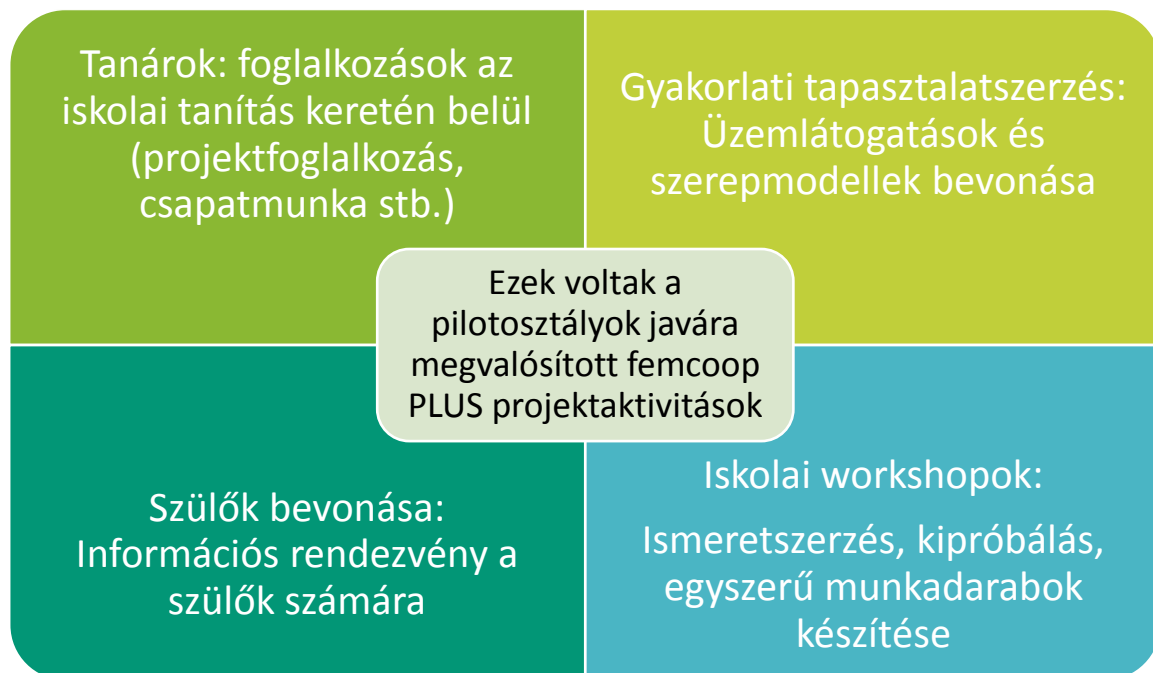 Tanárok: foglalkozások az
iskolai tanítás keretén belül
(projektfoglalkozás,
csapatmunka stb.)
Gyakorlati tapasztalatszerzés:
Üzemlátogatások és
szerepmodellek bevonása
Ezek voltak a
pilotosztályok javára
megvalósított femcoop
PLUS projektaktivitások
Szülők bevonása:
Információs rendezvény a
szülők számára
Iskolai workshopok:
Ismeretszerzés, kipróbálás,
egyszerű munkadarabok
készítése